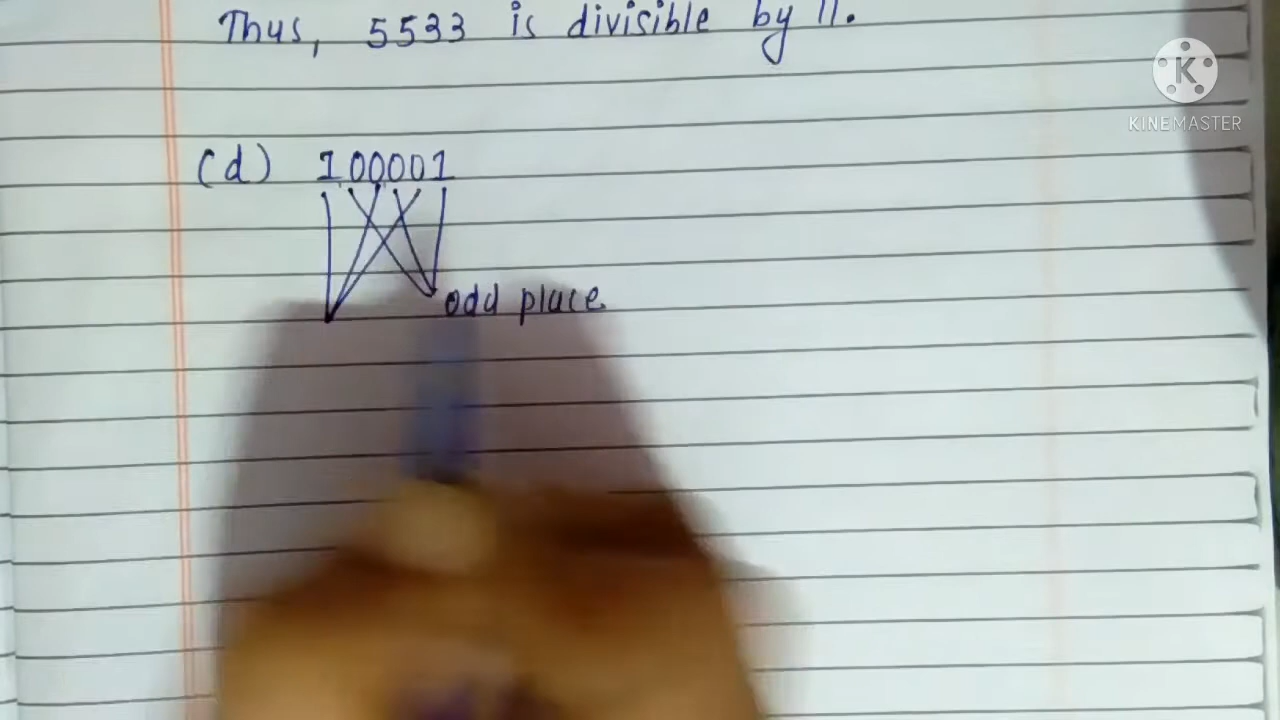 Thus, 5533 is divisible by 11.
KINEMASTER
(d) 100001
odd place